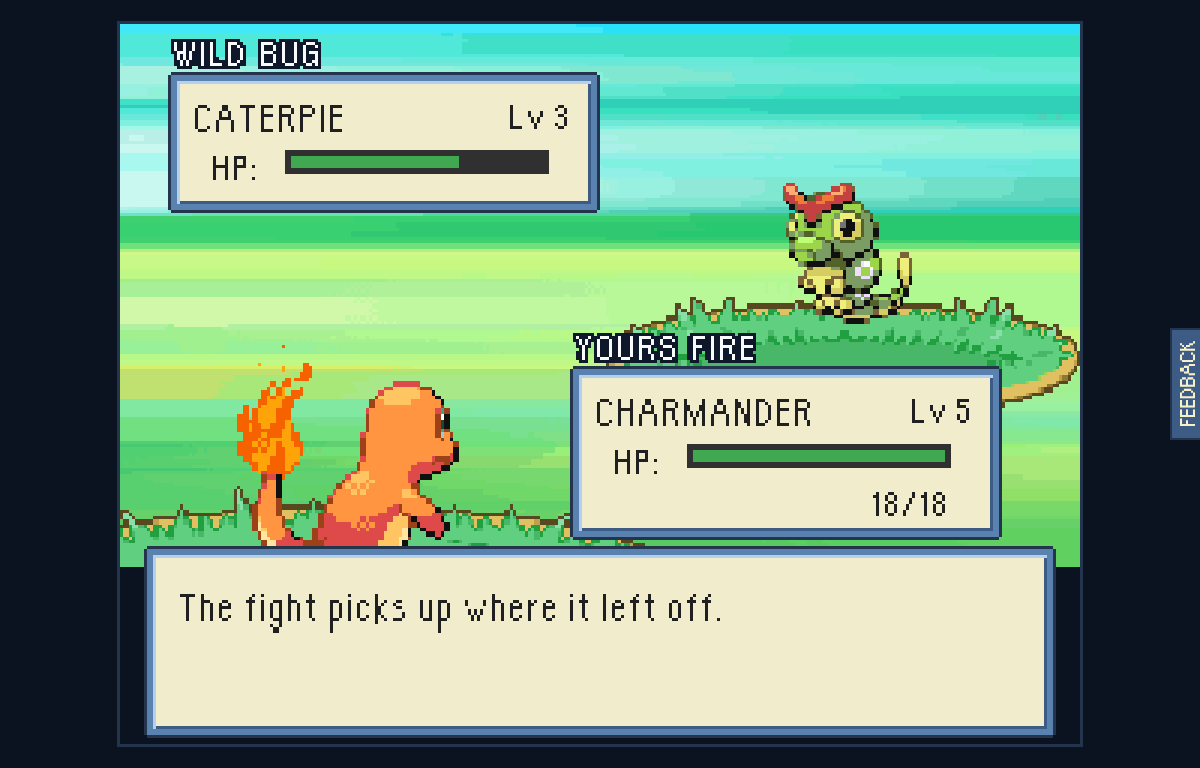 WILD BUG
CATERPIE Lv 3
HP:
YOURS FIRE
CHARMANDER Lv 5
HP:
18/18
FEEDBACK
The fight picks up where it left off.